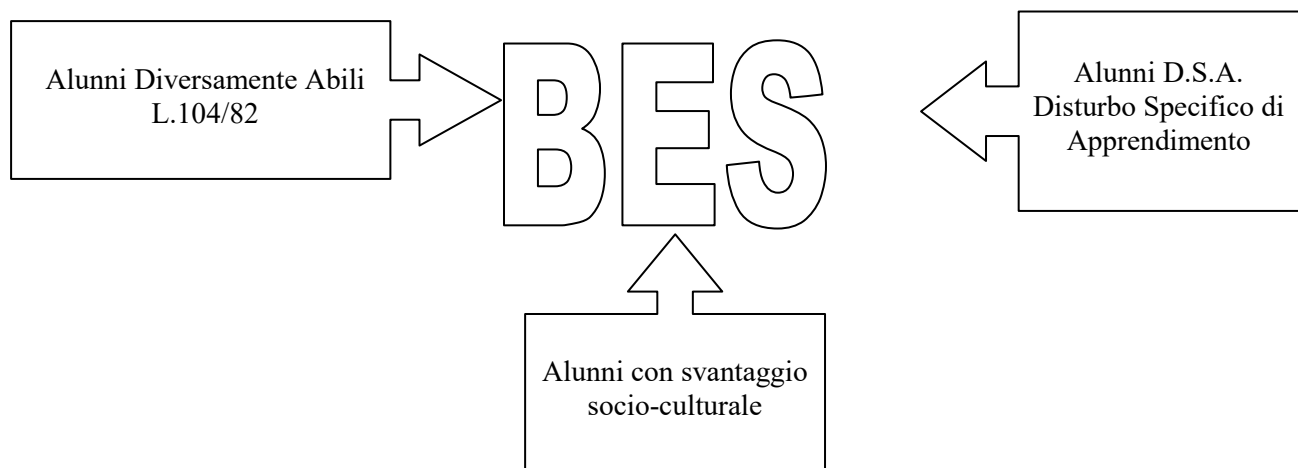 Alunni Diversamente Abili
L.104/82
BES
Alunni D.S.A.
Disturbo Specifico di
Apprendimento
Alunni con svantaggio
socio-culturale